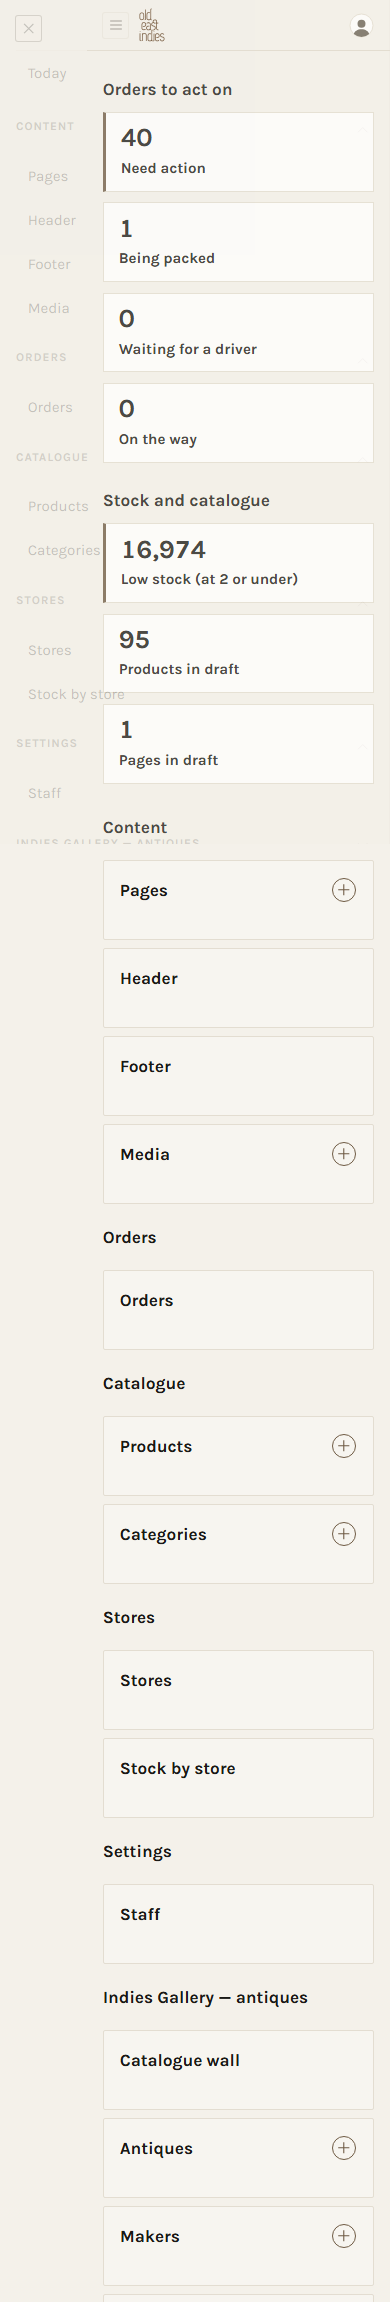 old
east
indies
Today
CONTENT
Pages
Header
Footer
Media
ORDERS
Orders
CATALOGUE
Products
Categories
STORES
Stores
Stock by store
SETTINGS
Staff
INDIES GALLERY — ANTIQUES
Orders to act on
40
Need action
1
Being packed
0
Waiting for a driver
0
On the way
Stock and catalogue
16,974
Low stock (at 2 or under)
95
Products in draft
1
Pages in draft
Content
Pages
Header
Footer
Media
Orders
Orders
Catalogue
Products
Categories
Stores
Stores
Stock by store
Settings
Staff
Indies Gallery — antiques
Catalogue wall
Antiques
Makers